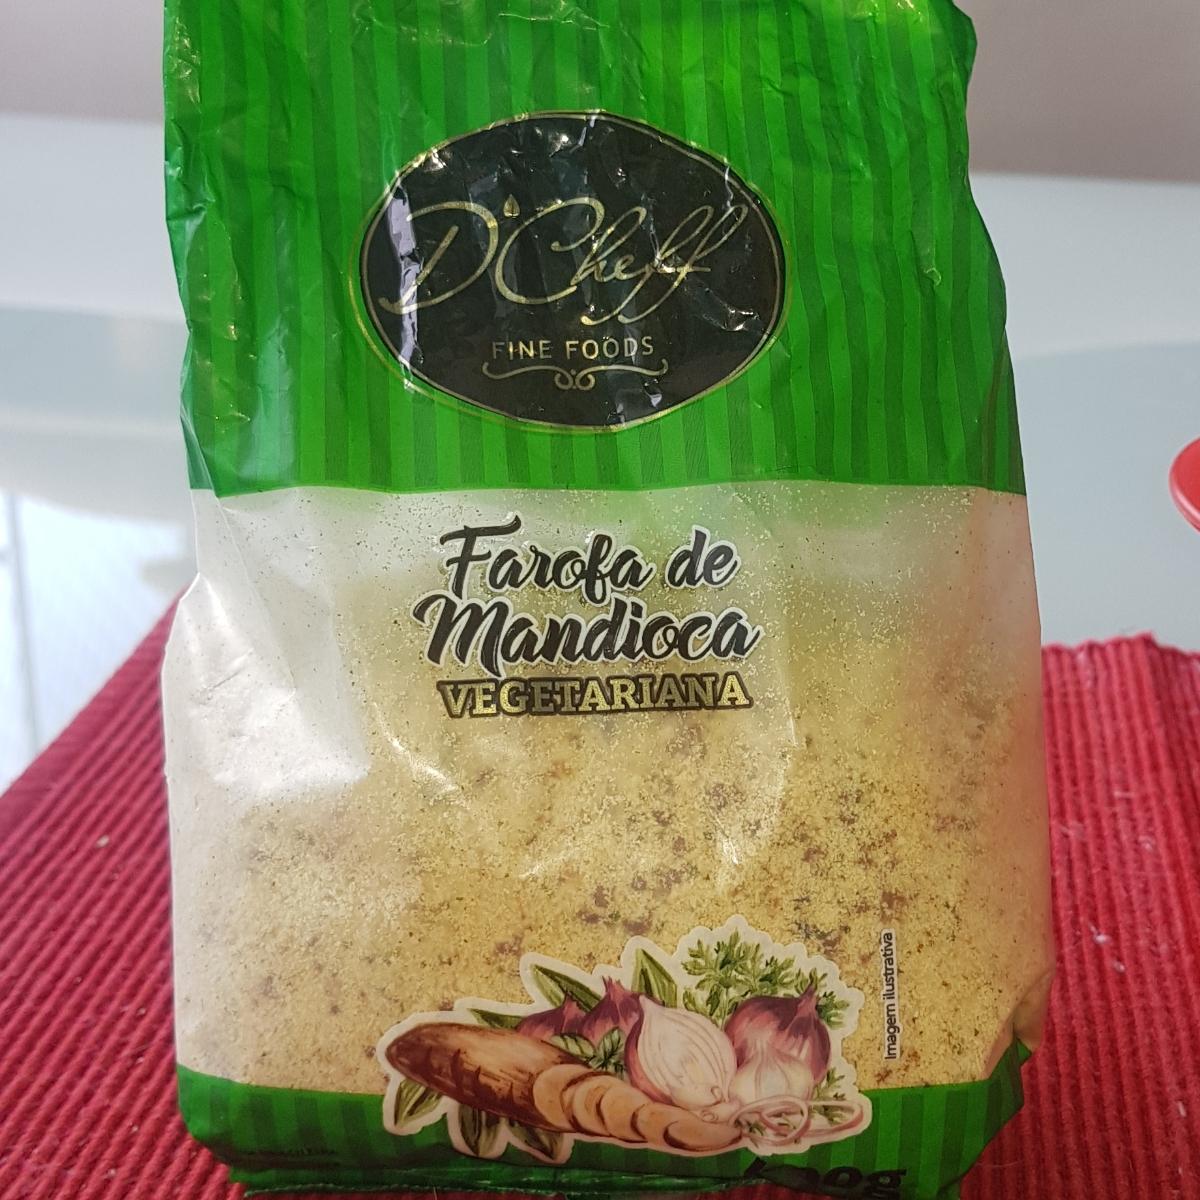 D'Cheff
FINE FOODS
Farofa de
Mandioca
VEGETARIANA
Imagem ilustrativa